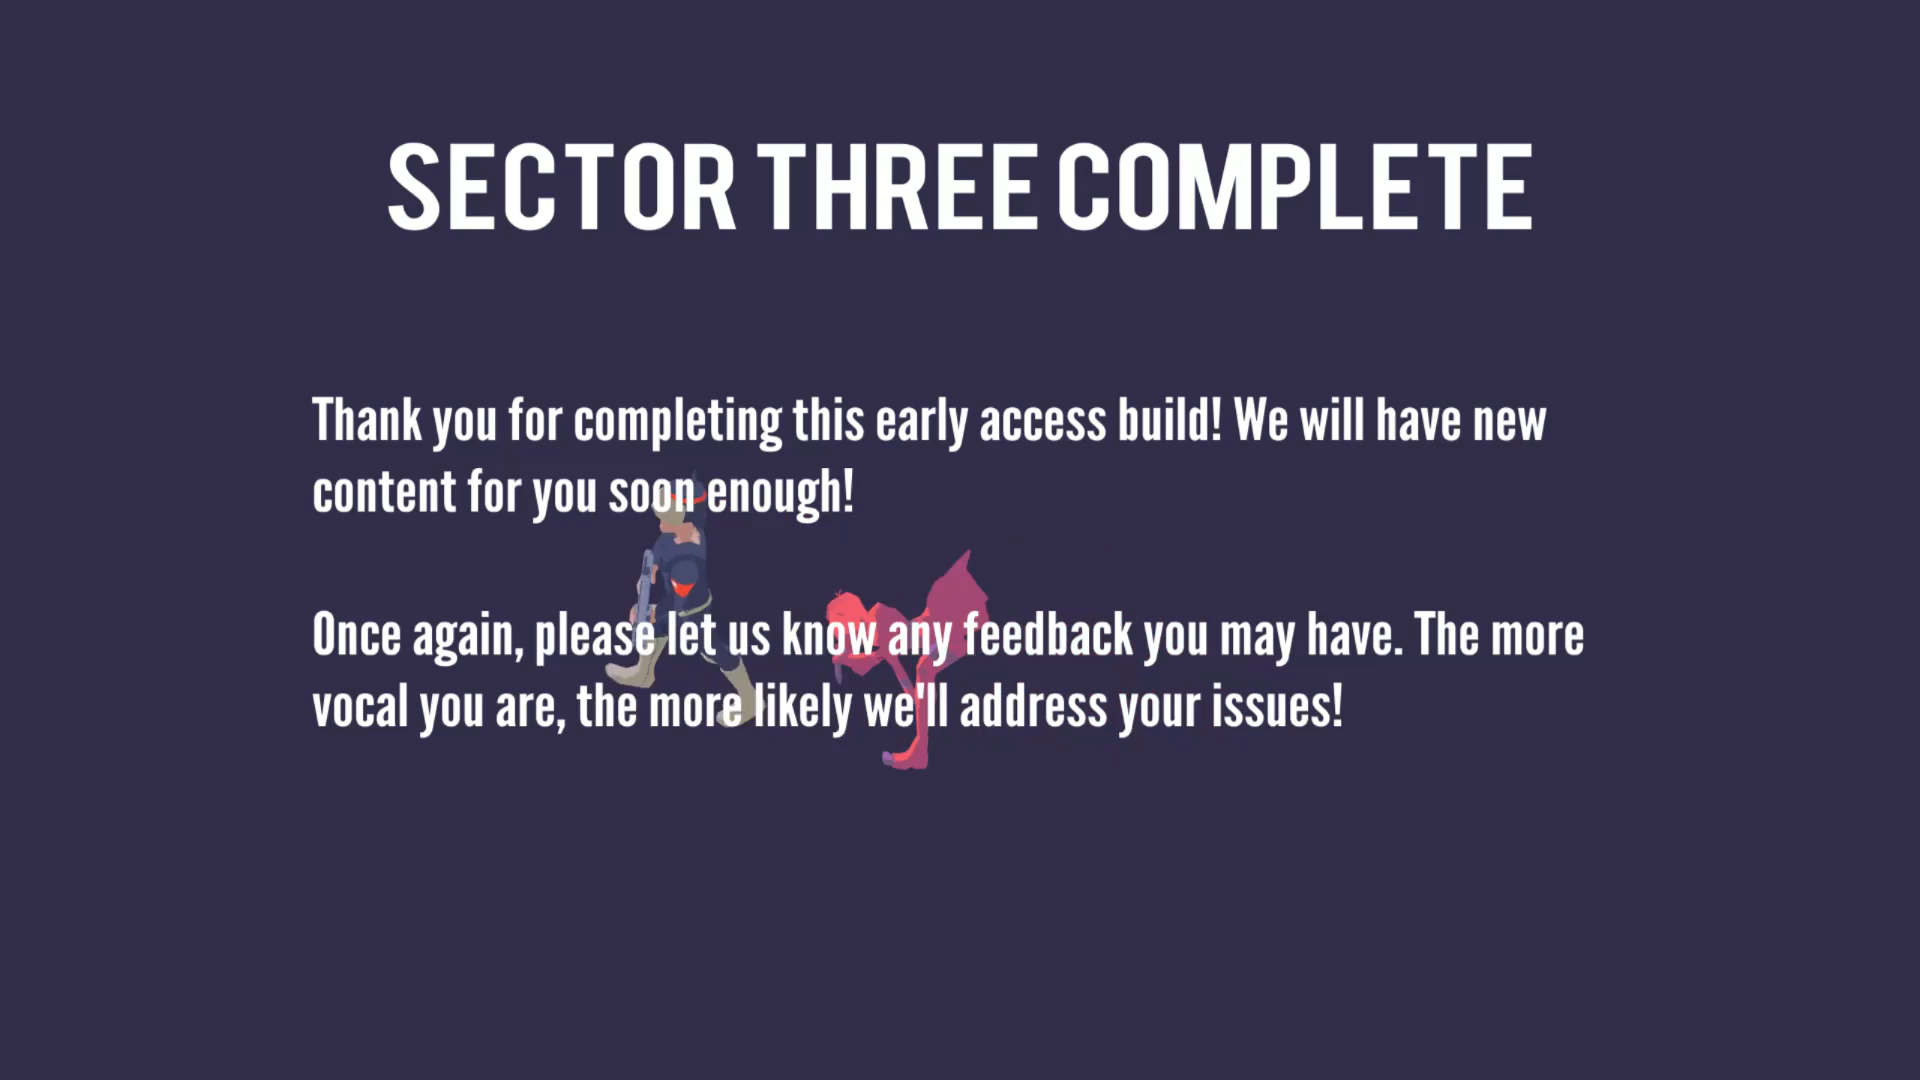 SECTOR THREE COMPLETE
Thank you for completing this early access build! We will have new
content for you soon enough!
Once again, please let us know any feedback you may have. The more
vocal you are, the more likely we'll address your issues!